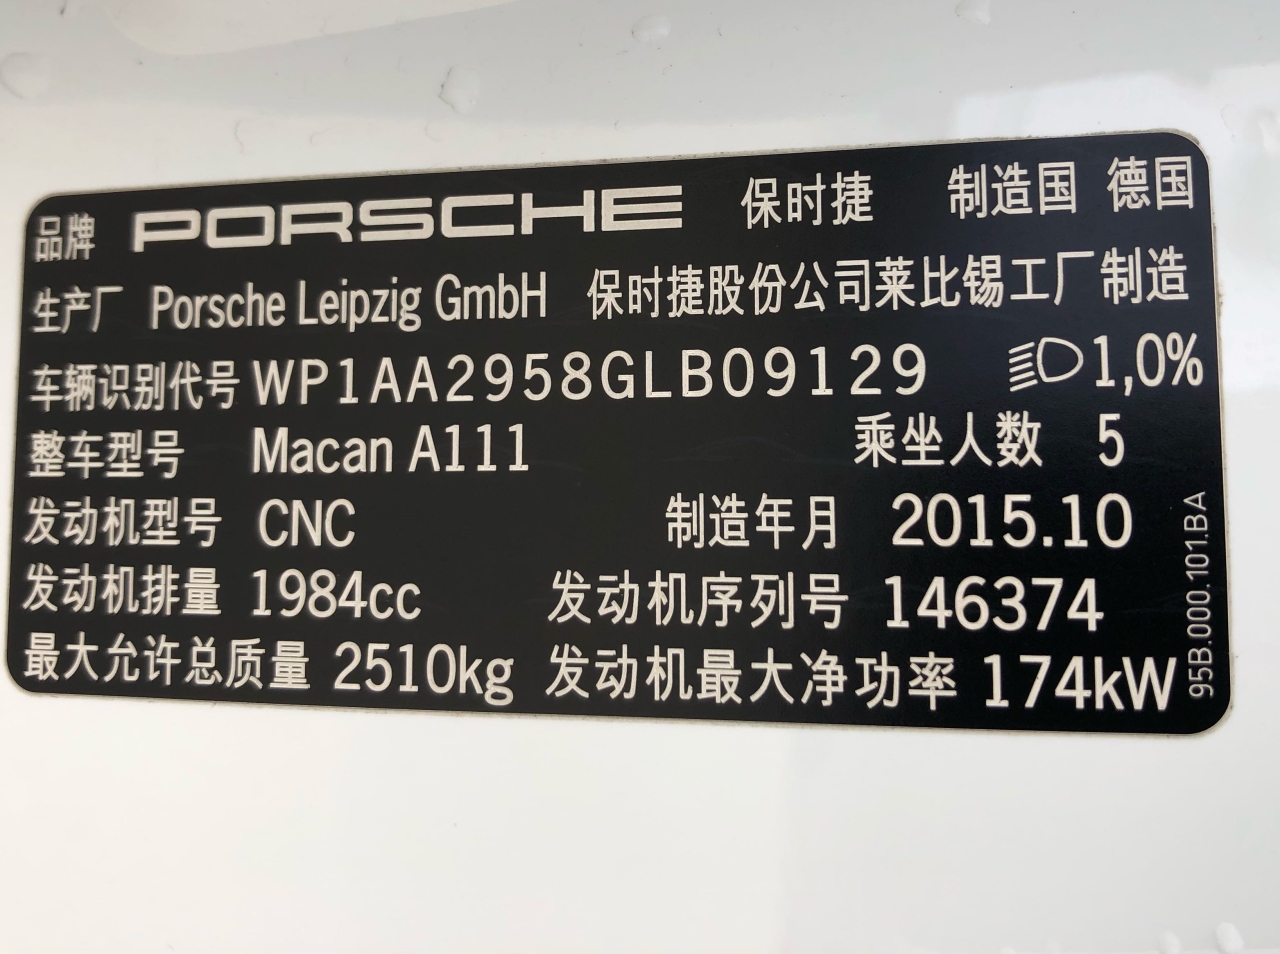 品牌 PORSCHE 保时捷 制造国 德国
生产厂 Porsche Leipzig GmbH 保时捷股份公司莱比锡工厂制造
车辆识别代号 WP1AA2958GLB09129 1,0%
整车型号 Macan A111 乘坐人数 5
发动机型号 CNC 制造年月 2015.10
发动机排量 1984cc 发动机序列号 146374
最大允许总质量 2510kg 发动机最大净功率 174kW
95B.000.101.BA